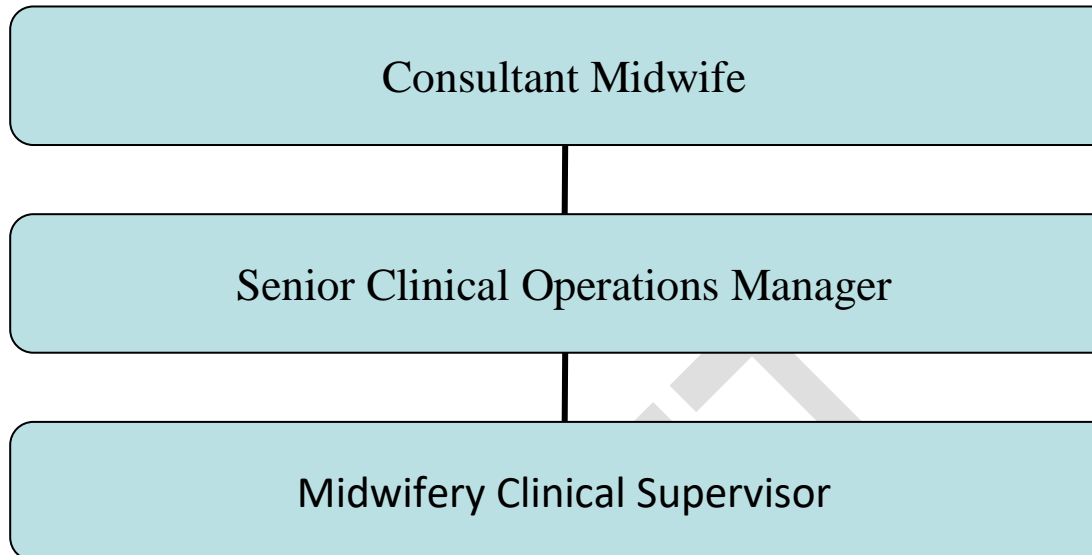 Consultant Midwife
Senior Clinical Operations Manager
Midwifery Clinical Supervisor